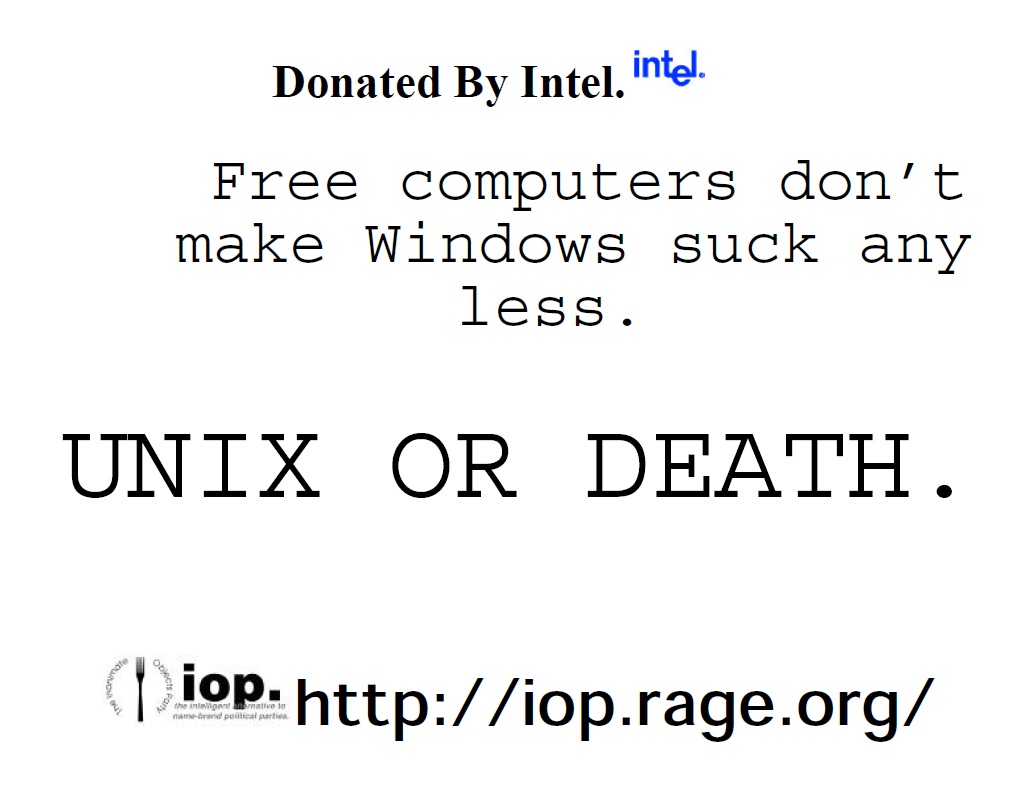 Donated By Intel. intel®
Free computers don’t
make Windows suck any
less.
UNIX OR DEATH.
The Inanimate Objects Party
iop.
the intelligent alternative to
name-brand political parties.
http://iop.rage.org/